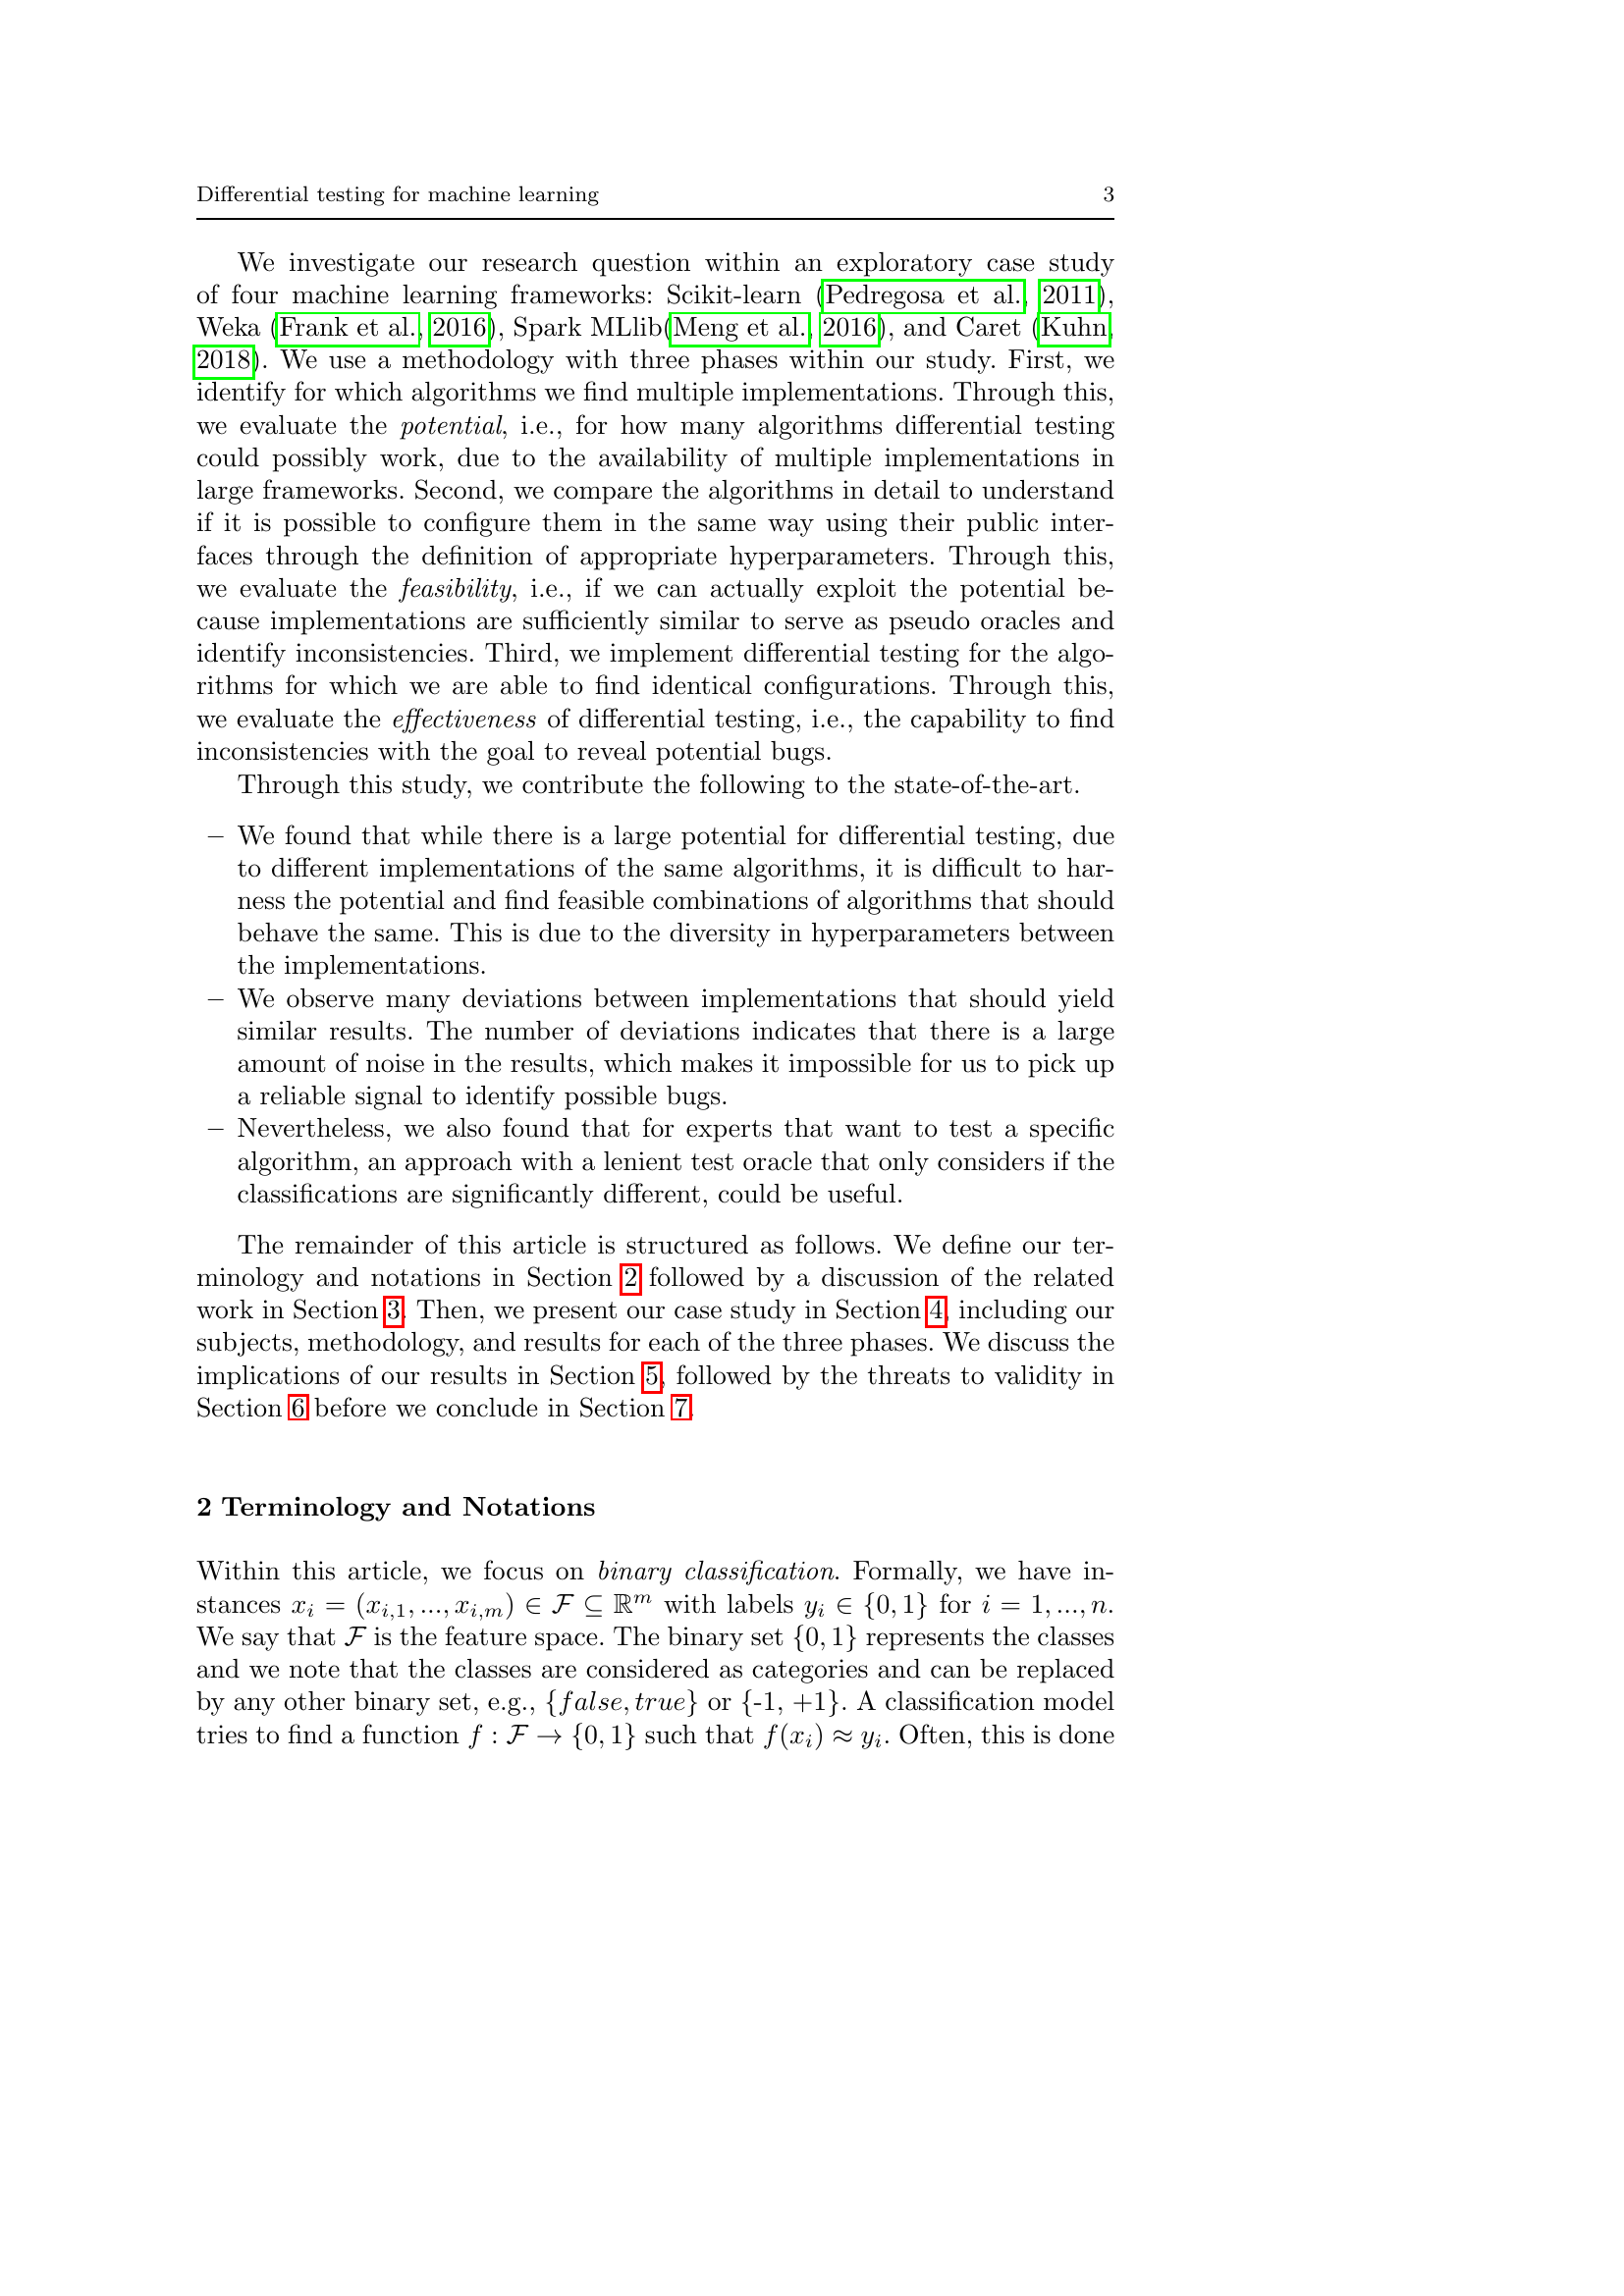 Differential testing for machine learning 3
We investigate our research question within an exploratory case study
of four machine learning frameworks: Scikit-learn (Pedregosa et al., 2011),
Weka (Frank et al., 2016), Spark MLlib(Meng et al., 2016), and Caret (Kuhn,
2018). We use a methodology with three phases within our study. First, we
identify for which algorithms we find multiple implementations. Through this,
we evaluate the potential, i.e., for how many algorithms differential testing
could possibly work, due to the availability of multiple implementations in
large frameworks. Second, we compare the algorithms in detail to understand
if it is possible to configure them in the same way using their public inter-
faces through the definition of appropriate hyperparameters. Through this,
we evaluate the feasibility, i.e., if we can actually exploit the potential be-
cause implementations are sufficiently similar to serve as pseudo oracles and
identify inconsistencies. Third, we implement differential testing for the algo-
rithms for which we are able to find identical configurations. Through this,
we evaluate the effectiveness of differential testing, i.e., the capability to find
inconsistencies with the goal to reveal potential bugs.
Through this study, we contribute the following to the state-of-the-art.
– We found that while there is a large potential for differential testing, due
to different implementations of the same algorithms, it is difficult to har-
ness the potential and find feasible combinations of algorithms that should
behave the same. This is due to the diversity in hyperparameters between
the implementations.
– We observe many deviations between implementations that should yield
similar results. The number of deviations indicates that there is a large
amount of noise in the results, which makes it impossible for us to pick up
a reliable signal to identify possible bugs.
– Nevertheless, we also found that for experts that want to test a specific
algorithm, an approach with a lenient test oracle that only considers if the
classifications are significantly different, could be useful.
The remainder of this article is structured as follows. We define our ter-
minology and notations in Section 2 followed by a discussion of the related
work in Section 3. Then, we present our case study in Section 4, including our
subjects, methodology, and results for each of the three phases. We discuss the
implications of our results in Section 5, followed by the threats to validity in
Section 6 before we conclude in Section 7.
2 Terminology and Notations
Within this article, we focus on binary classification. Formally, we have in-
stances x_i = (x_{i,1}, ..., x_{i,m}) ∈ ℱ ⊆ ℝ^m with labels y_i ∈ {0, 1} for i = 1, ..., n.
We say that ℱ is the feature space. The binary set {0, 1} represents the classes
and we note that the classes are considered as categories and can be replaced
by any other binary set, e.g., {false, true} or {-1, +1}. A classification model
tries to find a function f : ℱ → {0, 1} such that f(x_i) ≈ y_i. Often, this is done